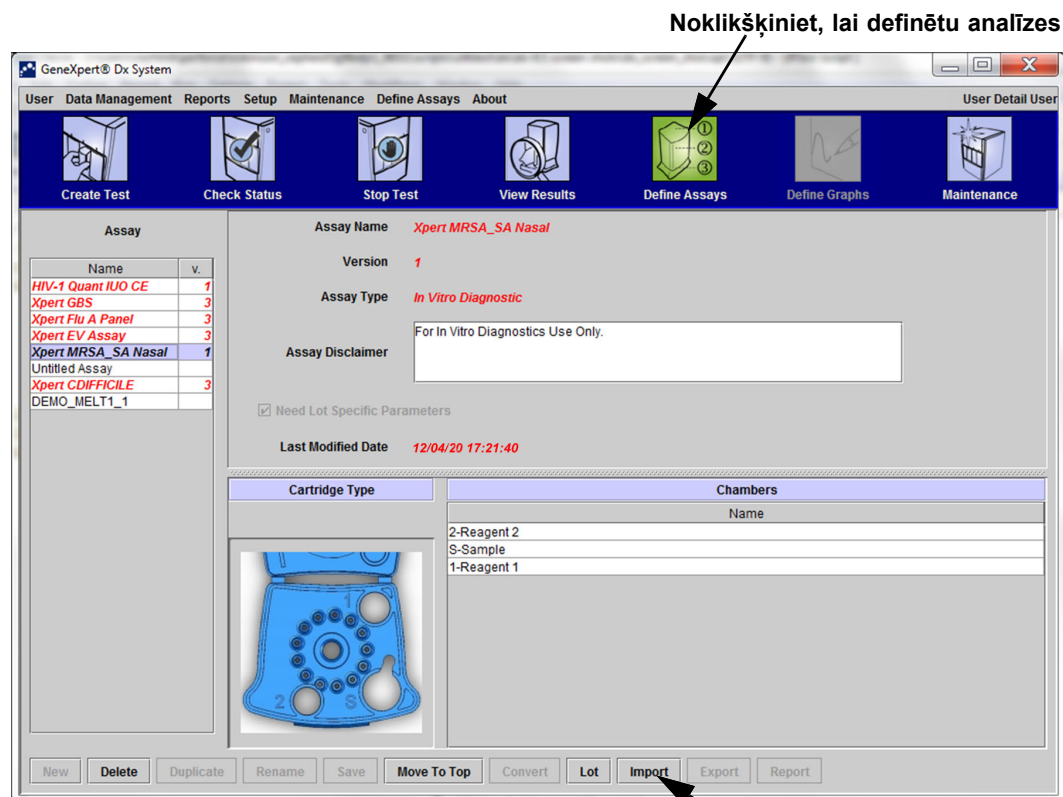 Noklikšķiniet, lai definētu analīzes
GeneXpert® Dx System
User Data Management Reports Setup Maintenance Define Assays About User Detail User
Create Test Check Status Stop Test View Results Define Assays Define Graphs Maintenance
①
②
③
Assay
Name v.
HIV-1 Quant IUO CE 1
Xpert GBS 3
Xpert Flu A Panel 3
Xpert EV Assay 3
Xpert MRSA_SA Nasal 1
Untitled Assay
Xpert CDIFFICILE 3
DEMO_MELT1_1
Assay Name Xpert MRSA_SA Nasal
Version 1
Assay Type In Vitro Diagnostic
Assay Disclaimer For In Vitro Diagnostics Use Only.
Need Lot Specific Parameters
Last Modified Date 12/04/20 17:21:40
Cartridge Type
1
2 S
Chambers
Name
2-Reagent 2
S-Sample
1-Reagent 1
New Delete Duplicate Rename Save Move To Top Convert Lot Import Export Report